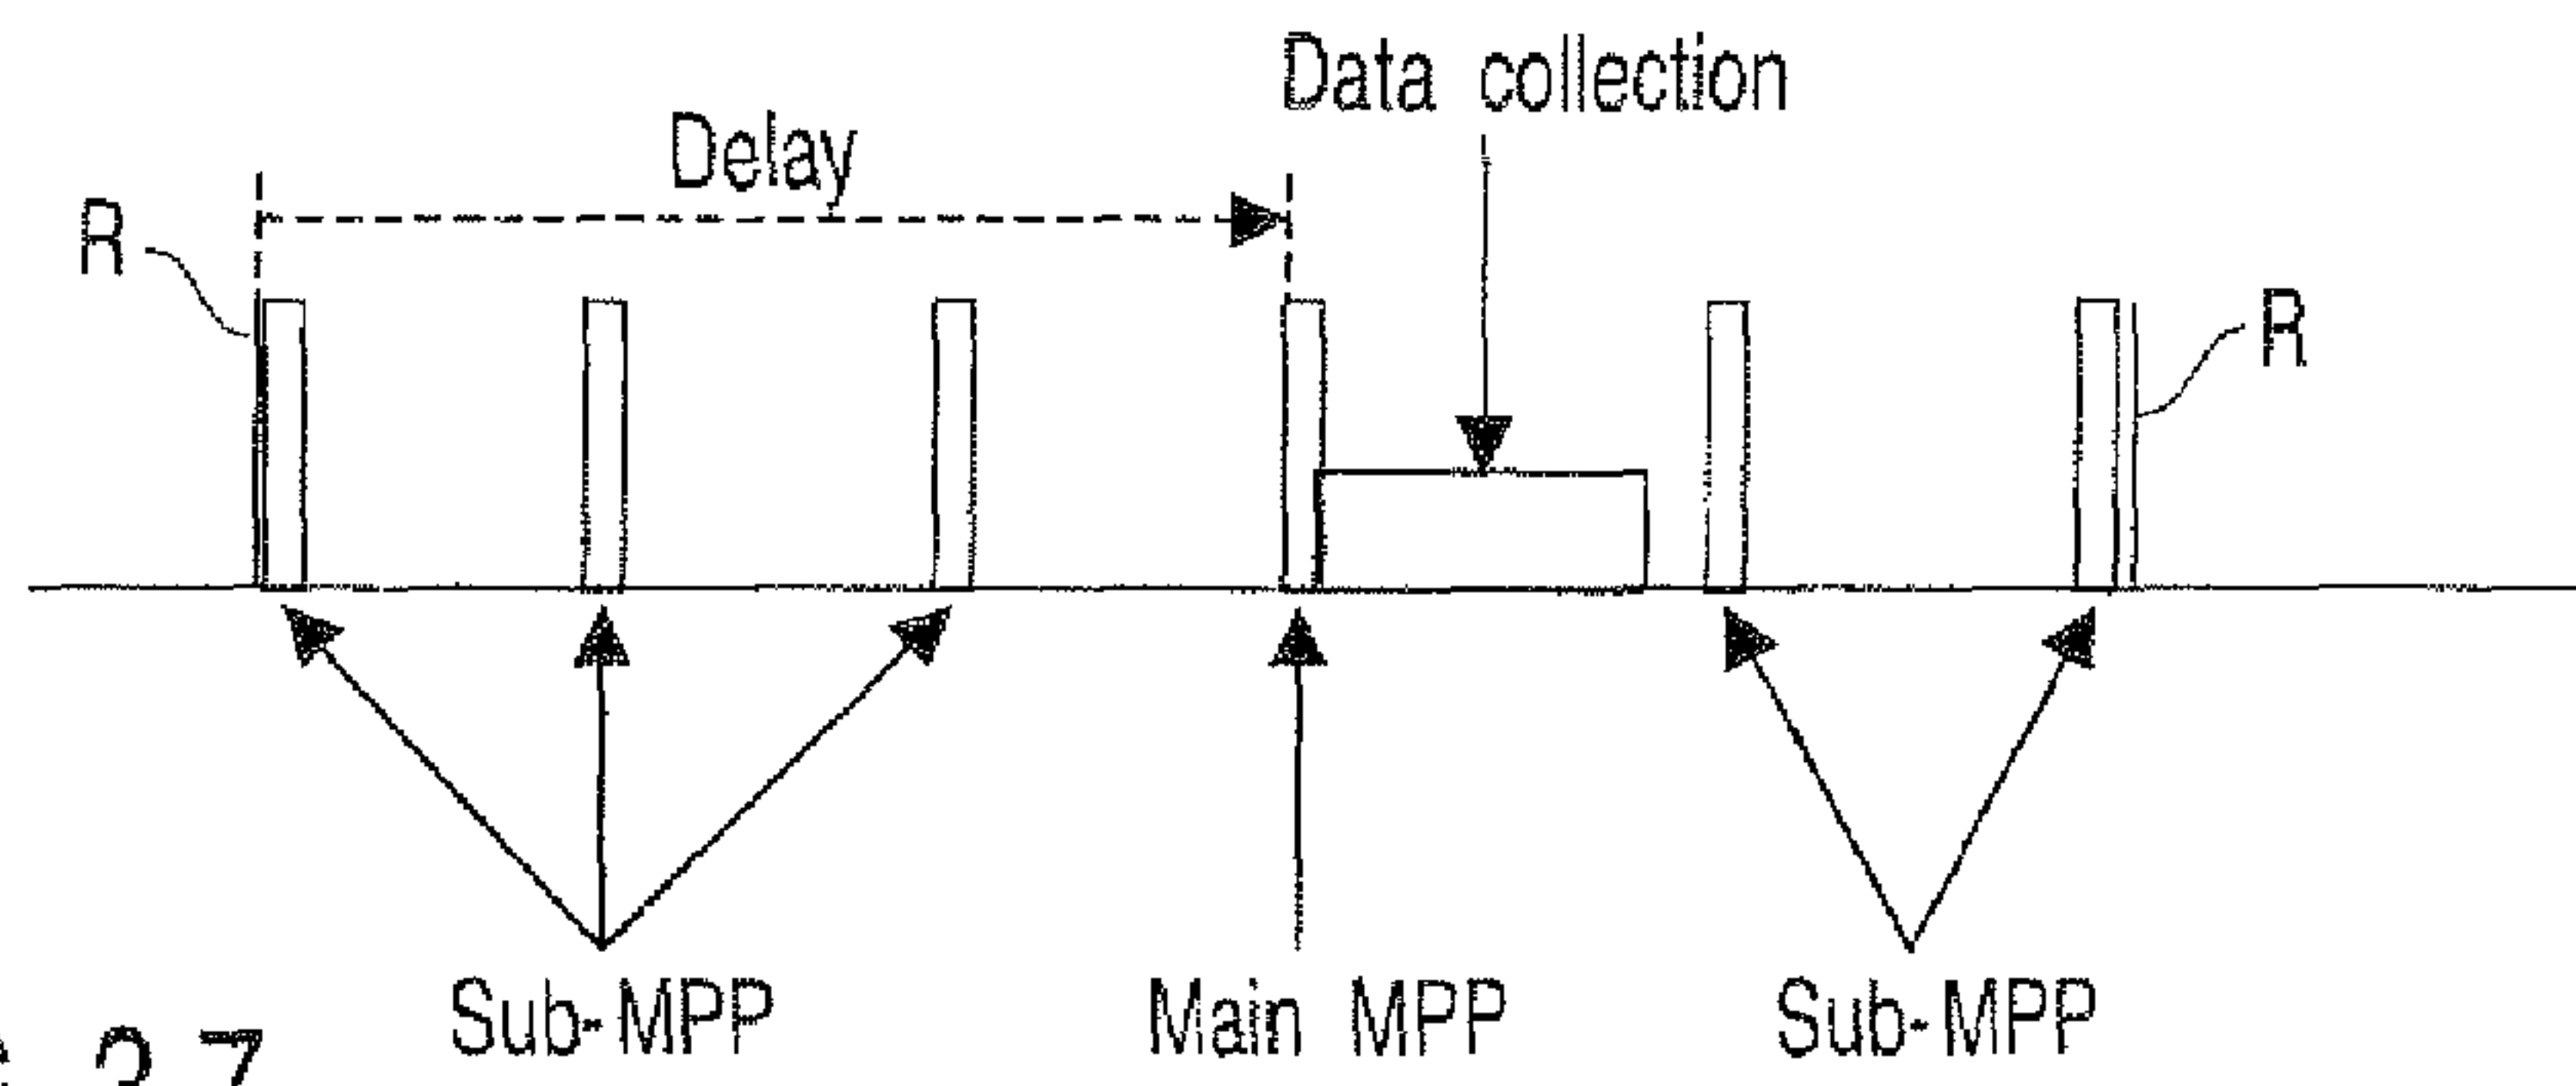 Data collection
Delay
R
R
Sub-MPP
Main MPP
Sub-MPP